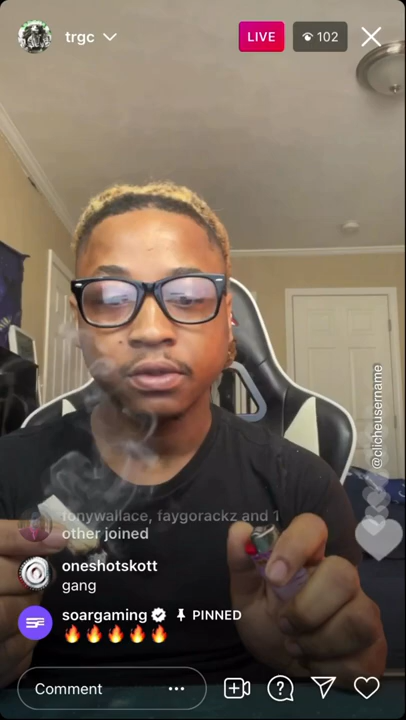 trgc
LIVE
102
@clicheusername
tonywallace, faygorackz and 1
other joined
oneshotskott
gang
soargaming PINNED
🔥🔥🔥🔥🔥
Comment